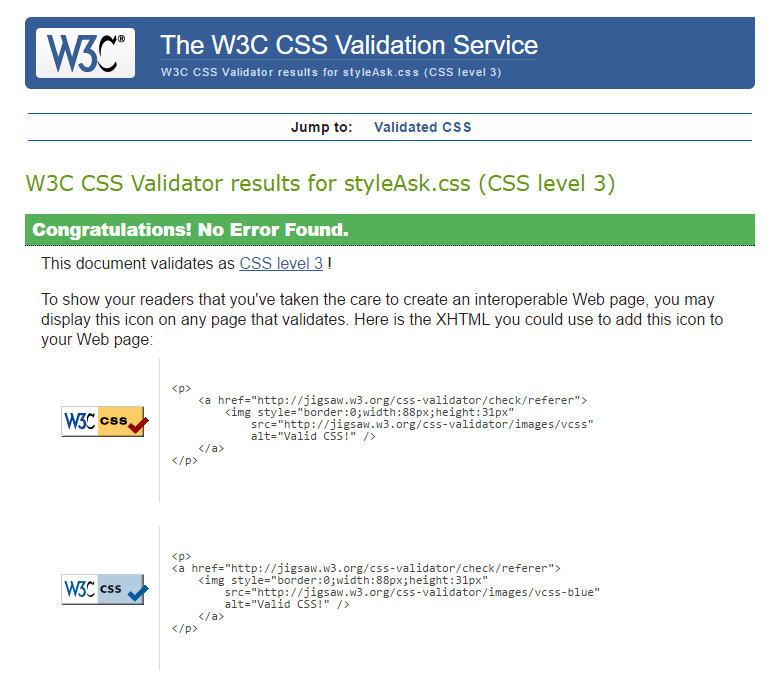 W3C®
The W3C CSS Validation Service
W3C CSS Validator results for styleAsk.css (CSS level 3)
Jump to: Validated CSS
W3C CSS Validator results for styleAsk.css (CSS level 3)
Congratulations! No Error Found.
This document validates as CSS level 3 !
To show your readers that you've taken the care to create an interoperable Web page, you may
display this icon on any page that validates. Here is the XHTML you could use to add this icon to
your Web page:
W3C css
<p>
    <a href="http://jigsaw.w3.org/css-validator/check/referer">
        <img style="border:0;width:88px;height:31px"
            src="http://jigsaw.w3.org/css-validator/images/vcss"
            alt="Valid CSS!" />
    </a>
</p>
W3C css
<p>
<a href="http://jigsaw.w3.org/css-validator/check/referer">
    <img style="border:0;width:88px;height:31px"
        src="http://jigsaw.w3.org/css-validator/images/vcss-blue"
        alt="Valid CSS!" />
    </a>
</p>